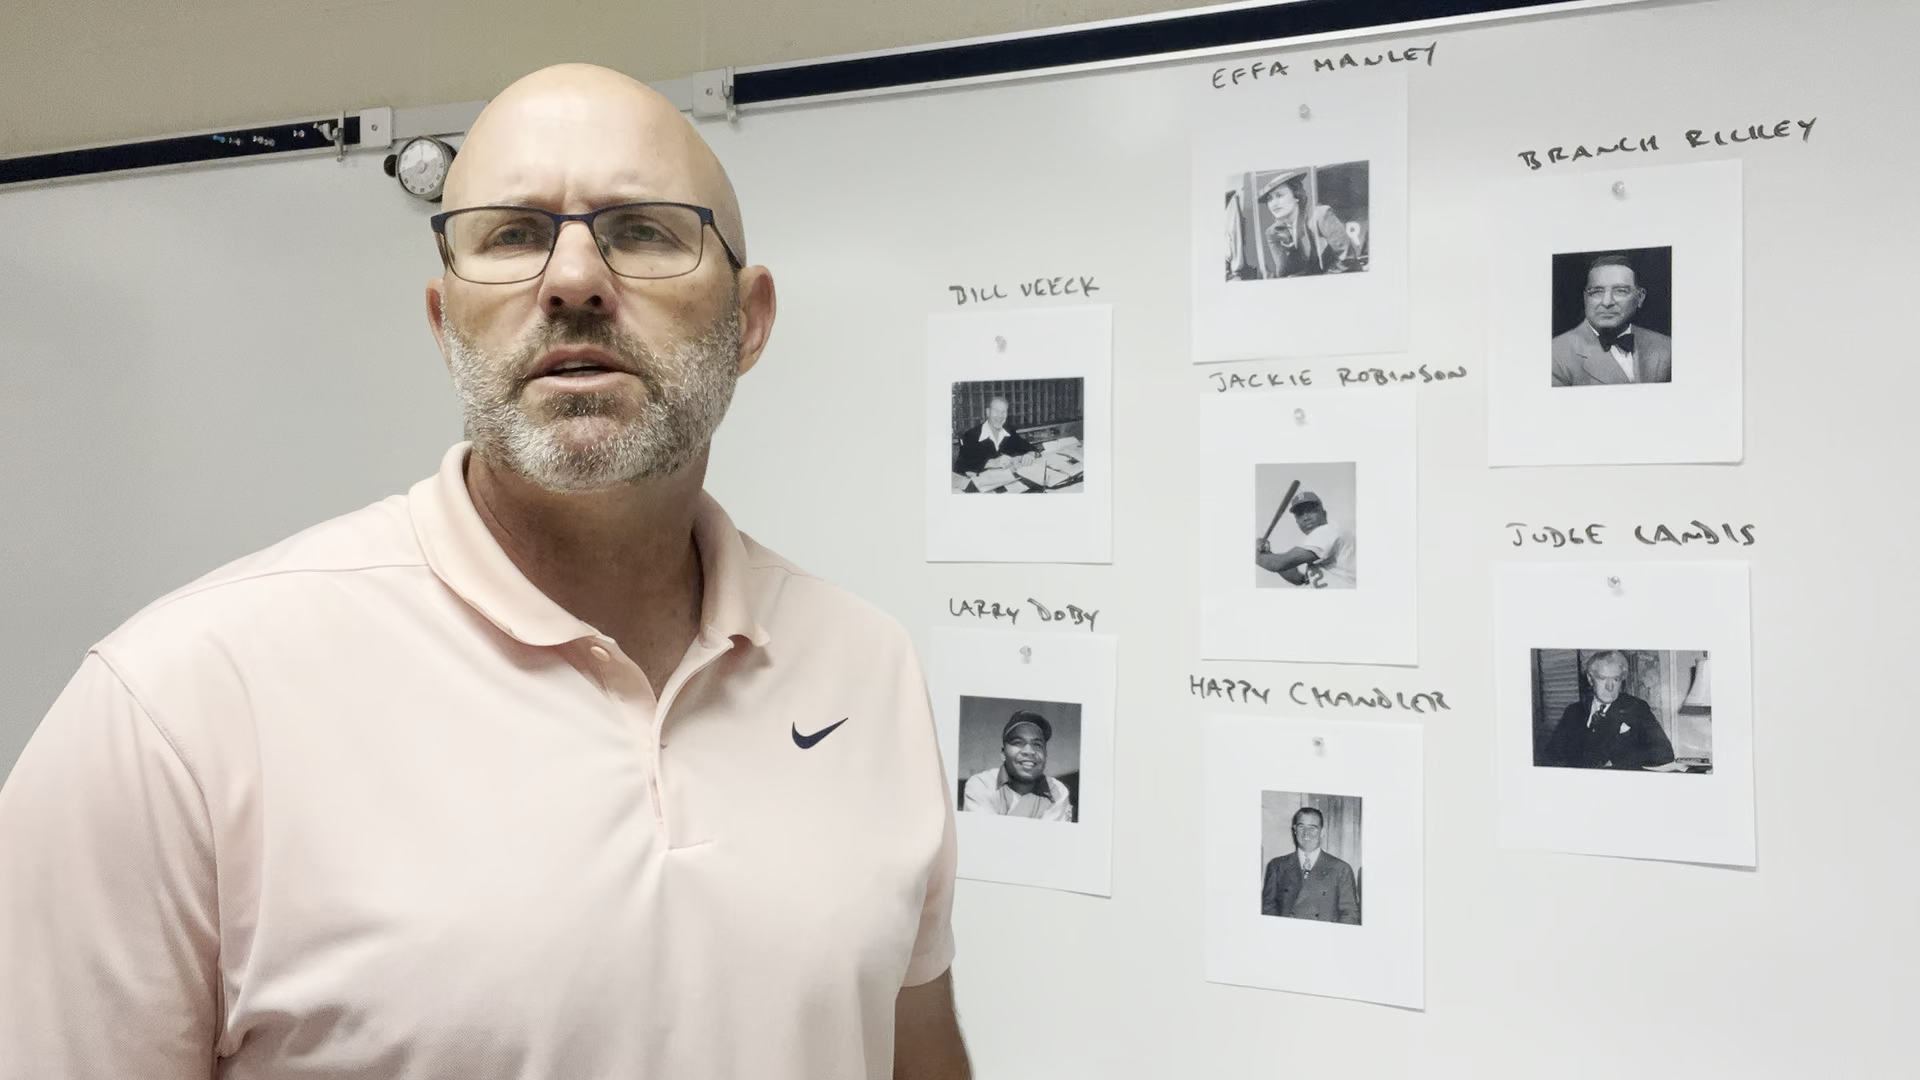 EFFA MANLEY
BRANCH RICKEY
BILL VEECK
JACKIE ROBINSON
JUDGE LANDIS
LARRY DOBY
HAPPY CHANDLER